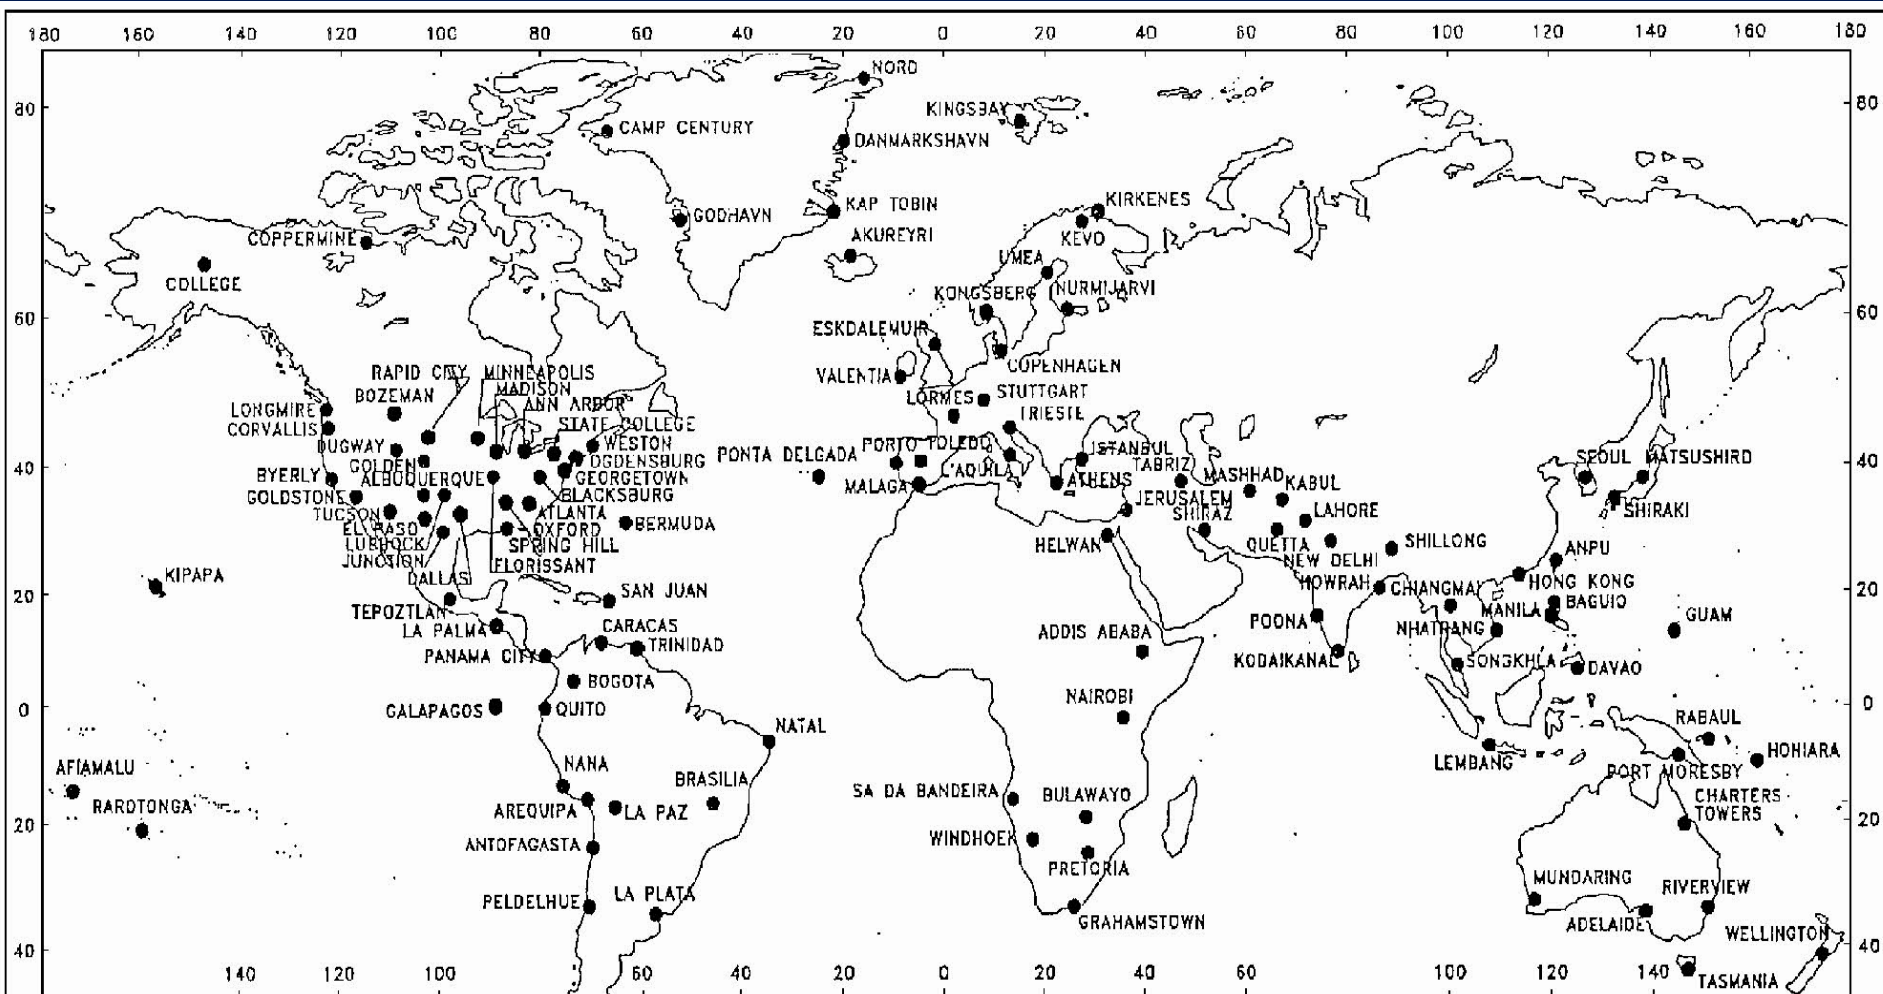 180 160 140 120 100 80 60 40 20 0 20 40 60 80 100 120 140 160 180
NORD
80 80
KINGSBAY
CAMP CENTURY
DANMARKSHAVN
KIRKENES
KAP TOBIN
GODHAVN
AKUREYRI
COPPERMINE
KEVO
UMEA
COLLEGE
KONGSBERG NURMIJARVI
60 60
ESKDALEMUIR
COPENHAGEN
RAPID CITY MINNEAPOLIS
VALENTIA
MADISON
BOZEMAN
STUTTGART
LORMES
ANN ARBOR
LONGMIRE
TRIESTE
STATE COLLEGE
CORVALLIS
DUGWAY
WESTON
PORTO TOLEDO
ISTANBUL
PONTA DELGADA
SEOUL MATSUSHIRO
OGDENSBURG
40 40
GOLDEN
L'AQUILA
TABRIZ
BYERLY
ALBUQUERQUE
GEORGETOWN
MASHHAD
ATHENS
KABUL
MALAGA
GOLDSTONE
BLACKSBURG
JERUSALEM
TUCSON
ATLANTA
SHIRAZ
LAHORE
SHIRAKI
EL PASO
OXFORD
BERMUDA
LUBBOCK
SPRING HILL
HELWAN
QUETTA
SHILLONG
ANPU
JUNCTION
FLORISSANT
NEW DELHI
KIPAPA
DALLAS
HOWRAH
CHIANGMAI
HONG KONG
SAN JUAN
20 20
TEPOZTLAN
MANILA
BAGUIO
LA PALMA
CARACAS
ADDIS ABABA
POONA
NHATRANG
GUAM
TRINIDAD
PANAMA CITY
KODAIKANAL
SONGKHLA
DAVAO
BOGOTA
NAIROBI
0 0
GALAPAGOS
QUITO
NATAL
RABAUL
HOHIARA
AFIAMALU
NANA
LEMBANG
PORT MORESBY
BRASILIA
RAROTONGA
SA DA BANDEIRA
BULAWAYO
CHARTERS
TOWERS
AREQUIPA
LA PAZ
20 20
ANTOFAGASTA
WINDHOEK
PRETORIA
MUNDARING
RIVERVIEW
LA PLATA
PELDELHUE
GRAHAMSTOWN
ADELAIDE
WELLINGTON
40 40
140 120 100 60 40 20 0 20 40 60 100 120 140
TASMANIA